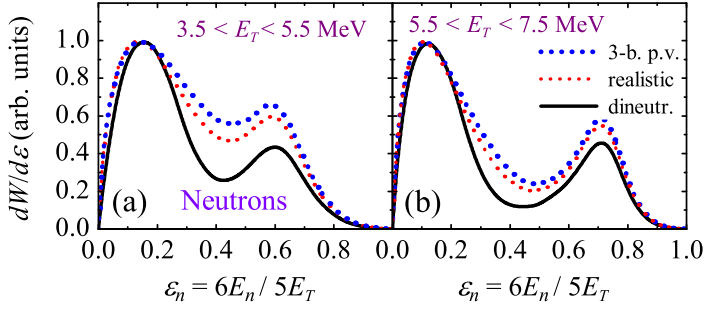 3.5 < E_T < 5.5 MeV
5.5 < E_T < 7.5 MeV
3-b. p.v.
realistic
dineutr.
dW/dε (arb. units)
1.0
0.8
0.6
0.4
0.2
0.0
(a)
Neutrons
(b)
0.0 0.2 0.4 0.6 0.8 0.0 0.2 0.4 0.6 0.8 1.0
ε_n = 6E_n / 5E_T
ε_n = 6E_n / 5E_T